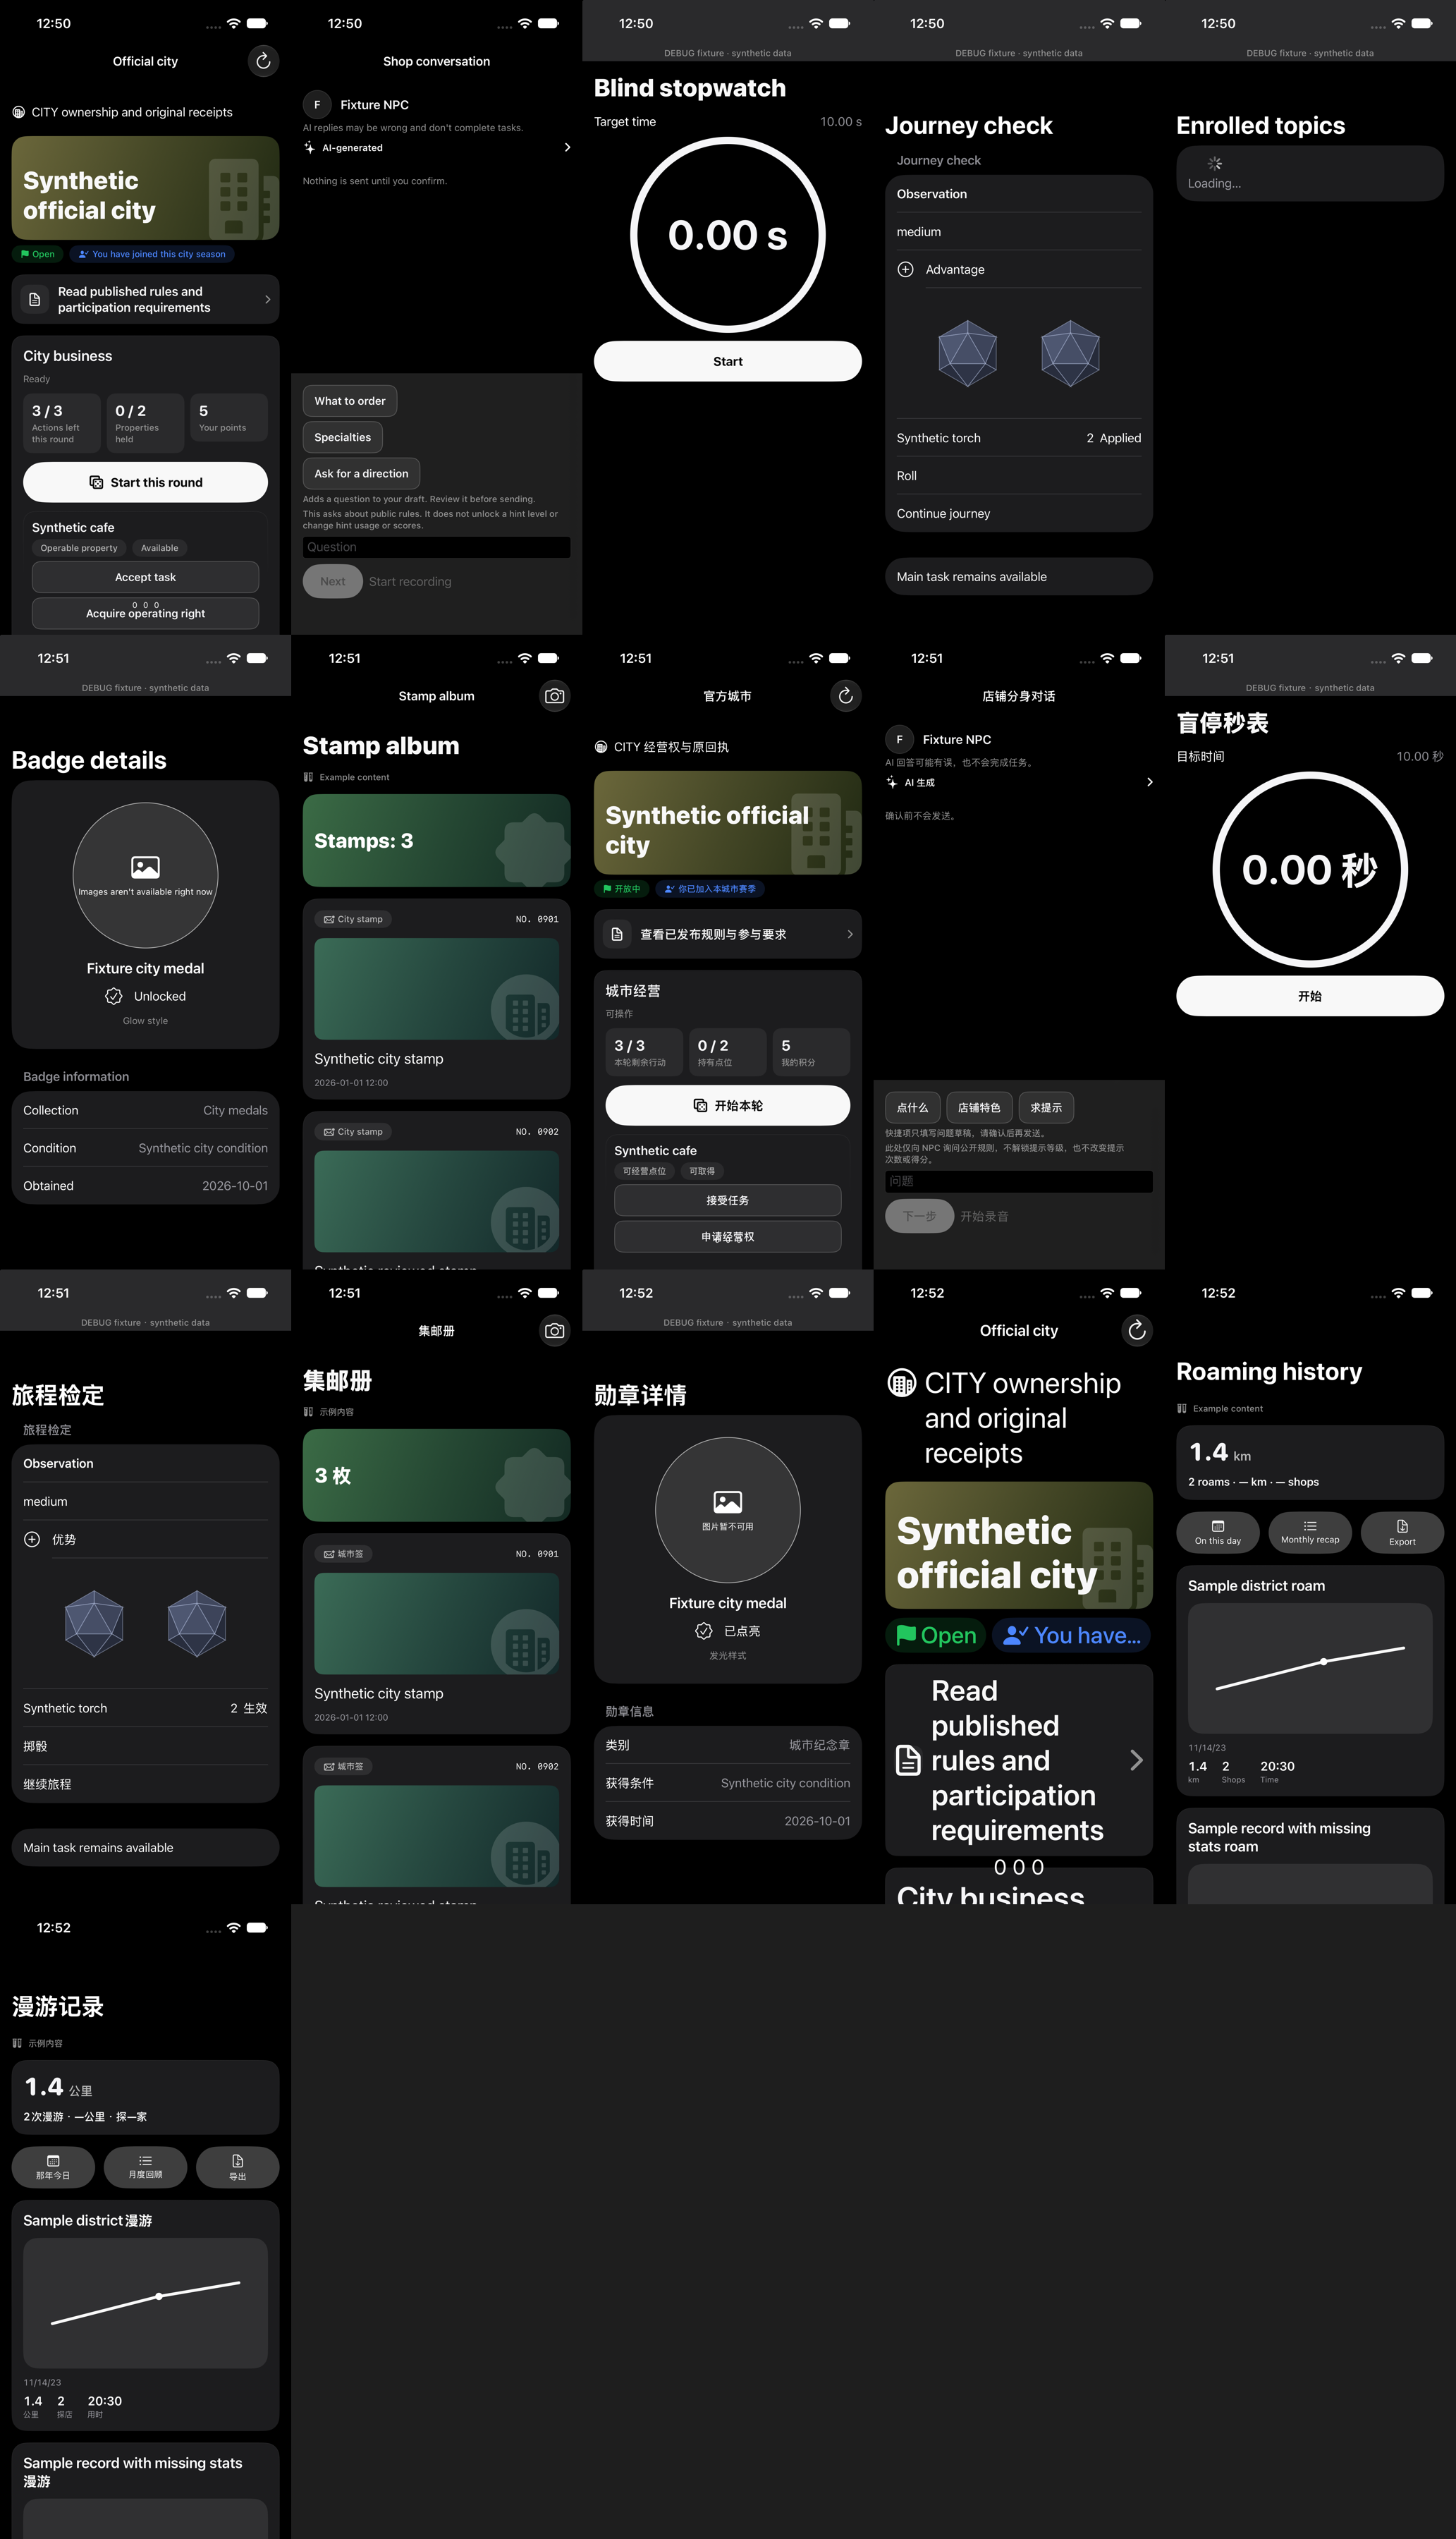 12:50
Official city
CITY ownership and original receipts
Synthetic
official city
Open
You have joined this city season
Read published rules and
participation requirements
City business
Ready
3 / 3
Actions left
this round
0 / 2
Properties
held
5
Your points
Start this round
Synthetic cafe
Operable property
Available
Accept task
0 0 0
Acquire operating right
12:50
Shop conversation
F
Fixture NPC
AI replies may be wrong and don't complete tasks.
AI-generated
Nothing is sent until you confirm.
What to order
Specialties
Ask for a direction
Adds a question to your draft. Review it before sending.
This asks about public rules. It does not unlock a hint level or
change hint usage or scores.
Question
Next
Start recording
12:50
DEBUG fixture · synthetic data
Blind stopwatch
Target time
10.00 s
0.00 s
Start
12:50
DEBUG fixture · synthetic data
Journey check
Journey check
Observation
medium
Advantage
Synthetic torch
2 Applied
Roll
Continue journey
Main task remains available
12:50
DEBUG fixture · synthetic data
Enrolled topics
Loading...
12:51
DEBUG fixture · synthetic data
Badge details
Images aren't available right now
Fixture city medal
Unlocked
Glow style
Badge information
Collection
City medals
Condition
Synthetic city condition
Obtained
2026-10-01
12:51
Stamp album
Stamp album
Example content
Stamps: 3
City stamp
NO. 0901
Synthetic city stamp
2026-01-01 12:00
City stamp
NO. 0902
Synthetic reviewed stamp
12:51
官方城市
CITY 经营权与原回执
Synthetic official
city
开放中
你已加入本城市赛季
查看已发布规则与参与要求
城市经营
可操作
3 / 3
本轮剩余行动
0 / 2
持有点位
5
我的积分
开始本轮
Synthetic cafe
可经营点位
可取得
接受任务
申请经营权
12:51
店铺分身对话
F
Fixture NPC
AI 回答可能有误，也不会完成任务。
AI 生成
确认前不会发送。
点什么
店铺特色
求提示
快捷项只填写问题草稿，请确认后再发送。
此处仅向 NPC 询问公开规则，不解锁提示等级，也不改变提示
次数或得分。
问题
下一步
开始录音
12:51
DEBUG fixture · synthetic data
盲停秒表
目标时间
10.00 秒
0.00 秒
开始
12:51
DEBUG fixture · synthetic data
旅程检定
旅程检定
Observation
medium
优势
Synthetic torch
2 生效
掷骰
继续旅程
Main task remains available
12:51
集邮册
集邮册
示例内容
3 枚
城市签
NO. 0901
Synthetic city stamp
2026-01-01 12:00
城市签
NO. 0902
Synthetic reviewed stamp
12:52
DEBUG fixture · synthetic data
勋章详情
图片暂不可用
Fixture city medal
已点亮
发光样式
勋章信息
类别
城市纪念章
获得条件
Synthetic city condition
获得时间
2026-10-01
12:52
Official city
CITY ownership
and original
receipts
Synthetic
official city
Open
You have...
Read
published
rules and
participation
requirements
0 0 0
City business
12:52
Roaming history
Example content
1.4 km
2 roams · — km · — shops
On this day
Monthly recap
Export
Sample district roam
11/14/23
1.4
km
2
Shops
20:30
Time
Sample record with missing
stats roam
12:52
漫游记录
示例内容
1.4 公里
2次漫游 · —公里 · 探—家
那年今日
月度回顾
导出
Sample district漫游
11/14/23
1.4
公里
2
探店
20:30
用时
Sample record with missing stats
漫游